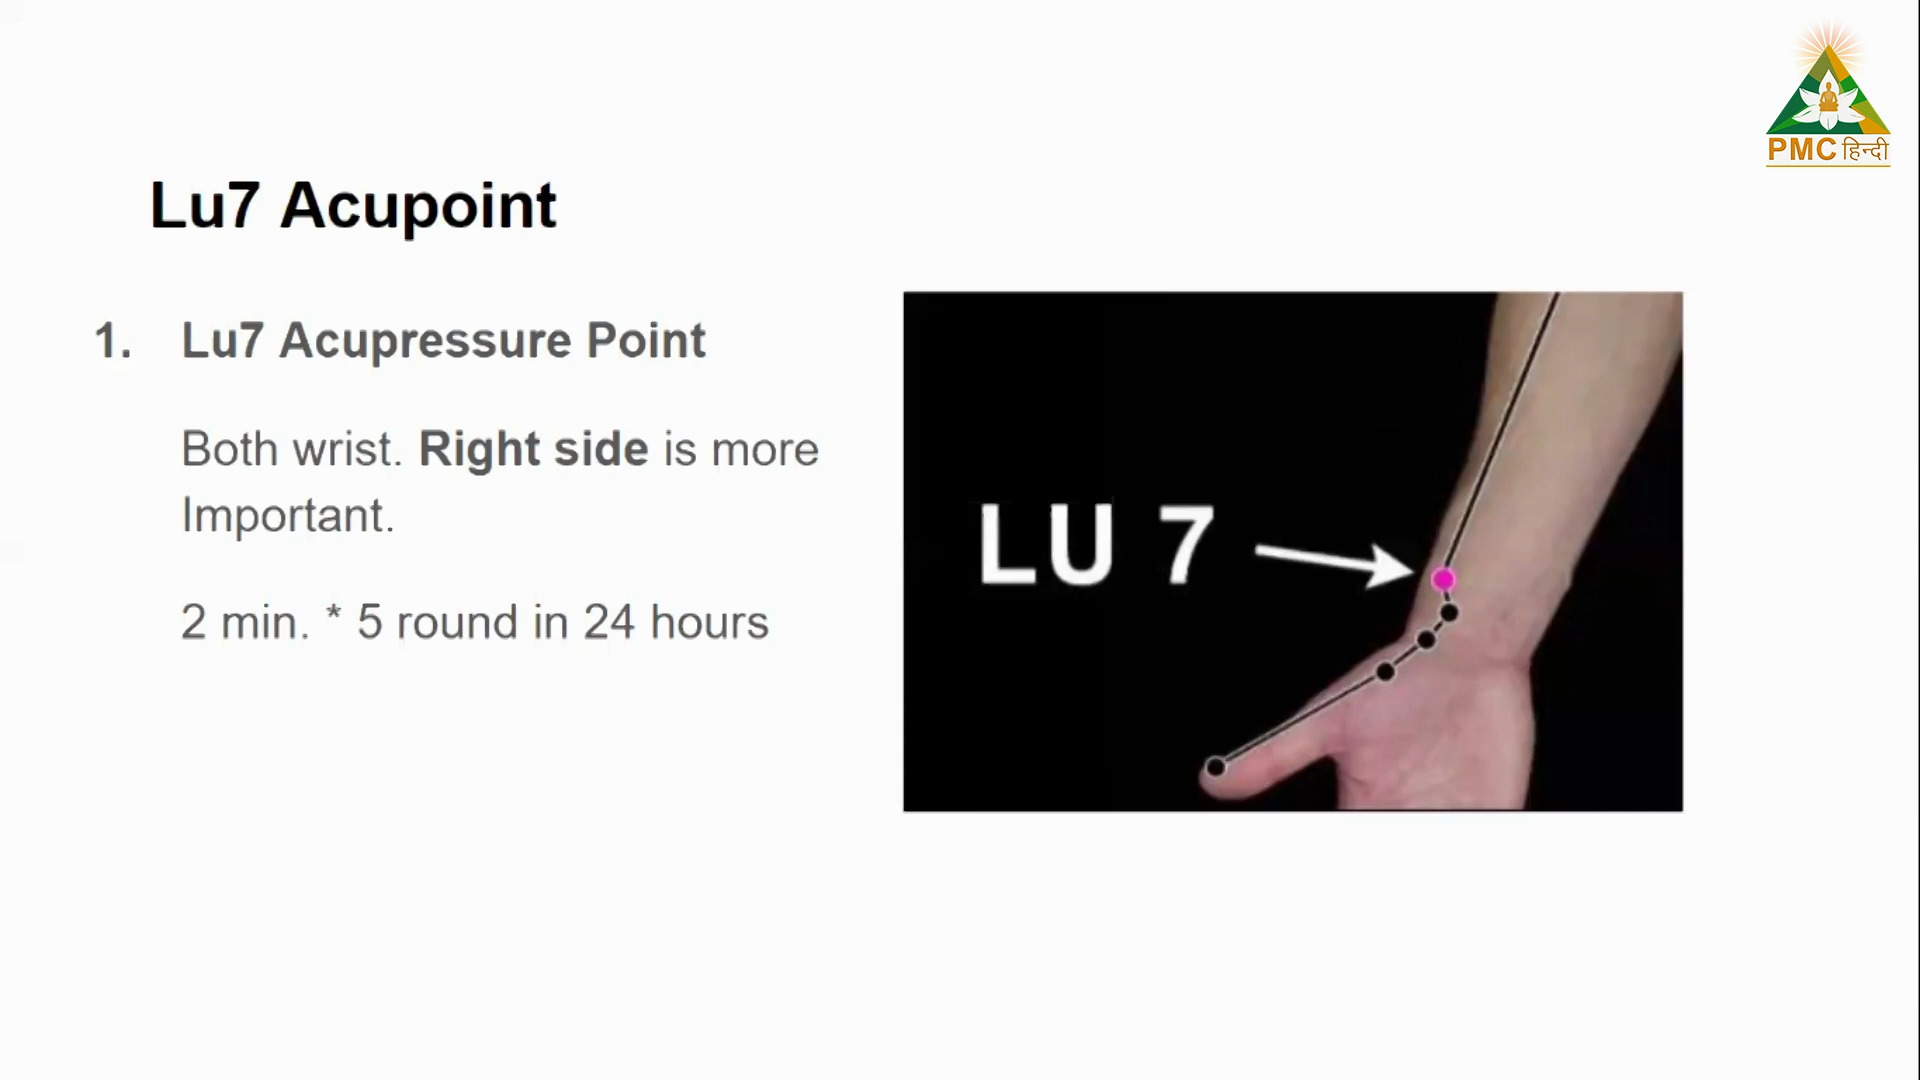 PMC हिन्दी
Lu7 Acupoint
1. Lu7 Acupressure Point
Both wrist. Right side is more
Important.
2 min. * 5 round in 24 hours
LU 7